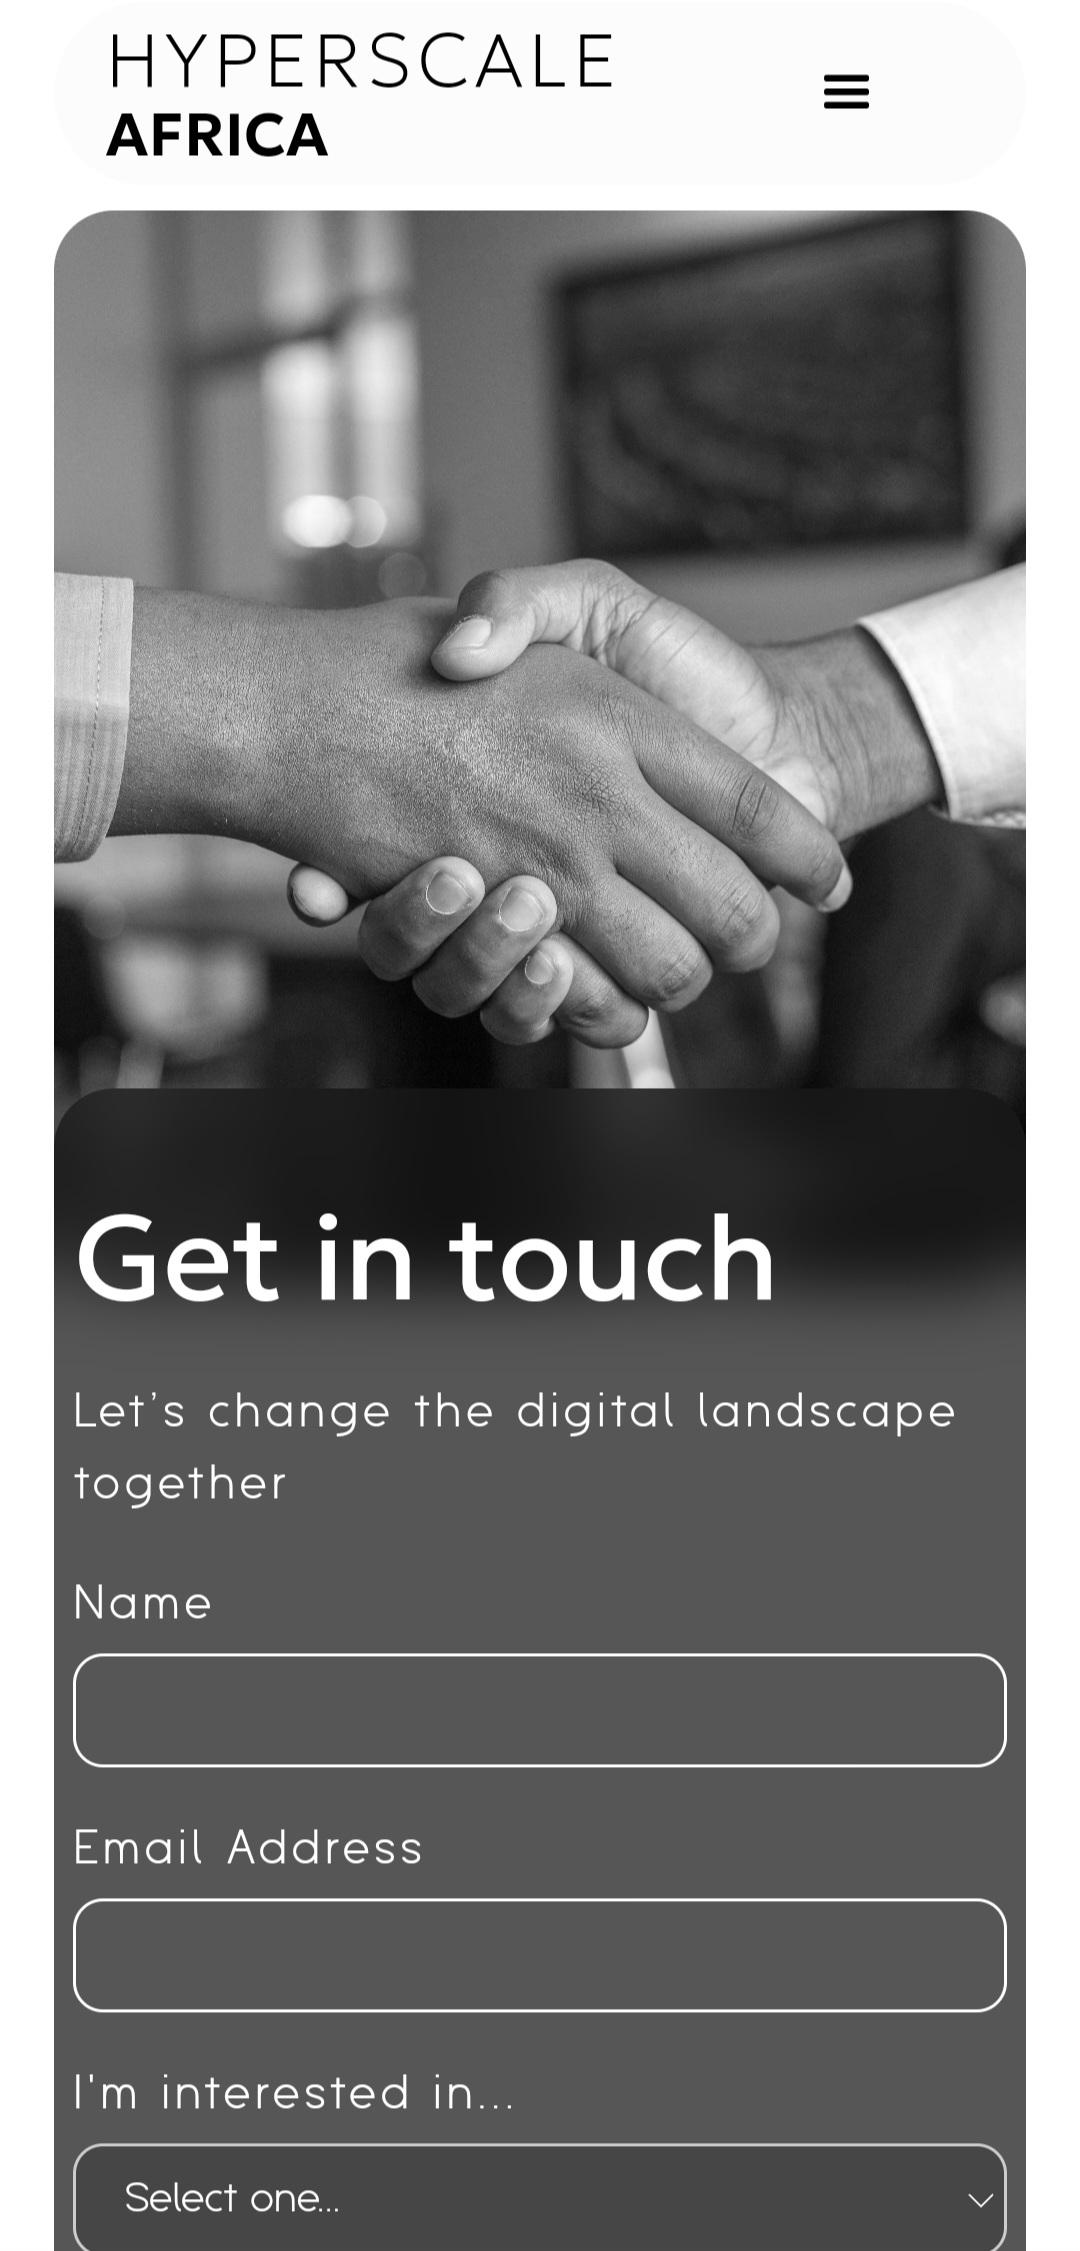 HYPERSCALE
AFRICA
Get in touch
Let’s change the digital landscape
together
Name
Email Address
I'm interested in...
Select one...